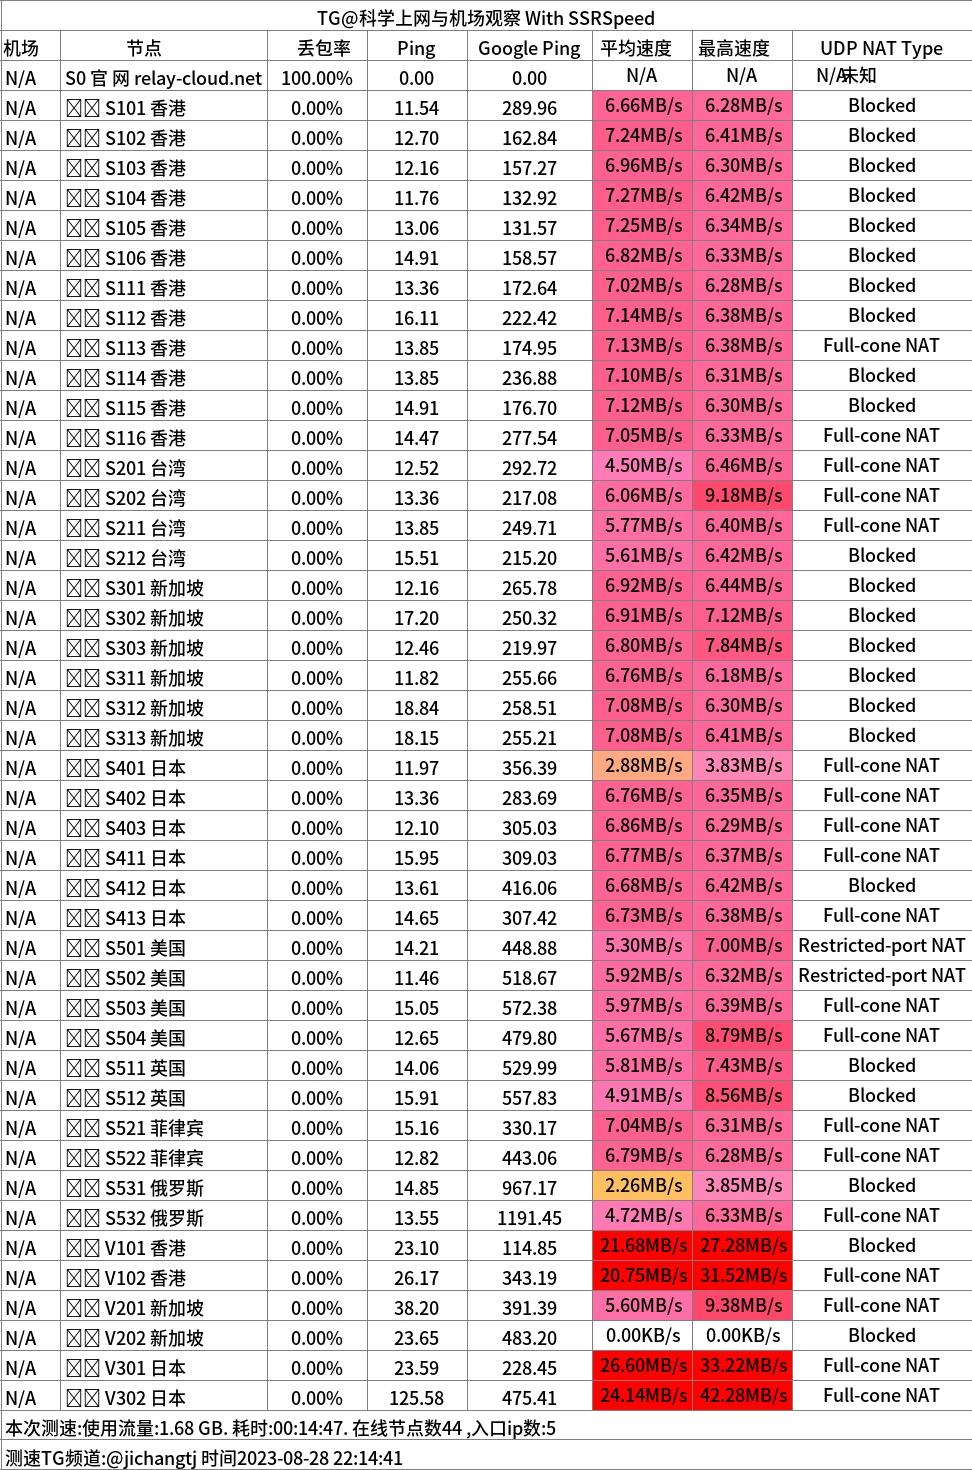 TG@科学上网与机场观察 With SSRSpeed
机场 节点 丢包率 Ping Google Ping 平均速度 最高速度 UDP NAT Type
N/A S0 官 网 relay-cloud.net 100.00% 0.00 0.00 N/A N/A N/A未知
N/A S101 香港 0.00% 11.54 289.96 6.66MB/s 6.28MB/s Blocked
N/A S102 香港 0.00% 12.70 162.84 7.24MB/s 6.41MB/s Blocked
N/A S103 香港 0.00% 12.16 157.27 6.96MB/s 6.30MB/s Blocked
N/A S104 香港 0.00% 11.76 132.92 7.27MB/s 6.42MB/s Blocked
N/A S105 香港 0.00% 13.06 131.57 7.25MB/s 6.34MB/s Blocked
N/A S106 香港 0.00% 14.91 158.57 6.82MB/s 6.33MB/s Blocked
N/A S111 香港 0.00% 13.36 172.64 7.02MB/s 6.28MB/s Blocked
N/A S112 香港 0.00% 16.11 222.42 7.14MB/s 6.38MB/s Blocked
N/A S113 香港 0.00% 13.85 174.95 7.13MB/s 6.38MB/s Full-cone NAT
N/A S114 香港 0.00% 13.85 236.88 7.10MB/s 6.31MB/s Blocked
N/A S115 香港 0.00% 14.91 176.70 7.12MB/s 6.30MB/s Blocked
N/A S116 香港 0.00% 14.47 277.54 7.05MB/s 6.33MB/s Full-cone NAT
N/A S201 台湾 0.00% 12.52 292.72 4.50MB/s 6.46MB/s Full-cone NAT
N/A S202 台湾 0.00% 13.36 217.08 6.06MB/s 9.18MB/s Full-cone NAT
N/A S211 台湾 0.00% 13.85 249.71 5.77MB/s 6.40MB/s Full-cone NAT
N/A S212 台湾 0.00% 15.51 215.20 5.61MB/s 6.42MB/s Blocked
N/A S301 新加坡 0.00% 12.16 265.78 6.92MB/s 6.44MB/s Blocked
N/A S302 新加坡 0.00% 17.20 250.32 6.91MB/s 7.12MB/s Blocked
N/A S303 新加坡 0.00% 12.46 219.97 6.80MB/s 7.84MB/s Blocked
N/A S311 新加坡 0.00% 11.82 255.66 6.76MB/s 6.18MB/s Blocked
N/A S312 新加坡 0.00% 18.84 258.51 7.08MB/s 6.30MB/s Blocked
N/A S313 新加坡 0.00% 18.15 255.21 7.08MB/s 6.41MB/s Blocked
N/A S401 日本 0.00% 11.97 356.39 2.88MB/s 3.83MB/s Full-cone NAT
N/A S402 日本 0.00% 13.36 283.69 6.76MB/s 6.35MB/s Full-cone NAT
N/A S403 日本 0.00% 12.10 305.03 6.86MB/s 6.29MB/s Full-cone NAT
N/A S411 日本 0.00% 15.95 309.03 6.77MB/s 6.37MB/s Full-cone NAT
N/A S412 日本 0.00% 13.61 416.06 6.68MB/s 6.42MB/s Blocked
N/A S413 日本 0.00% 14.65 307.42 6.73MB/s 6.38MB/s Full-cone NAT
N/A S501 美国 0.00% 14.21 448.88 5.30MB/s 7.00MB/s Restricted-port NAT
N/A S502 美国 0.00% 11.46 518.67 5.92MB/s 6.32MB/s Restricted-port NAT
N/A S503 美国 0.00% 15.05 572.38 5.97MB/s 6.39MB/s Full-cone NAT
N/A S504 美国 0.00% 12.65 479.80 5.67MB/s 8.79MB/s Full-cone NAT
N/A S511 英国 0.00% 14.06 529.99 5.81MB/s 7.43MB/s Blocked
N/A S512 英国 0.00% 15.91 557.83 4.91MB/s 8.56MB/s Blocked
N/A S521 菲律宾 0.00% 15.16 330.17 7.04MB/s 6.31MB/s Full-cone NAT
N/A S522 菲律宾 0.00% 12.82 443.06 6.79MB/s 6.28MB/s Full-cone NAT
N/A S531 俄罗斯 0.00% 14.85 967.17 2.26MB/s 3.85MB/s Blocked
N/A S532 俄罗斯 0.00% 13.55 1191.45 4.72MB/s 6.33MB/s Full-cone NAT
N/A V101 香港 0.00% 23.10 114.85 21.68MB/s 27.28MB/s Blocked
N/A V102 香港 0.00% 26.17 343.19 20.75MB/s 31.52MB/s Full-cone NAT
N/A V201 新加坡 0.00% 38.20 391.39 5.60MB/s 9.38MB/s Full-cone NAT
N/A V202 新加坡 0.00% 23.65 483.20 0.00KB/s 0.00KB/s Blocked
N/A V301 日本 0.00% 23.59 228.45 26.60MB/s 33.22MB/s Full-cone NAT
N/A V302 日本 0.00% 125.58 475.41 24.14MB/s 42.28MB/s Full-cone NAT
本次测速:使用流量:1.68 GB. 耗时:00:14:47. 在线节点数44 ,入口ip数:5
测速TG频道:@jichangtj 时间2023-08-28 22:14:41